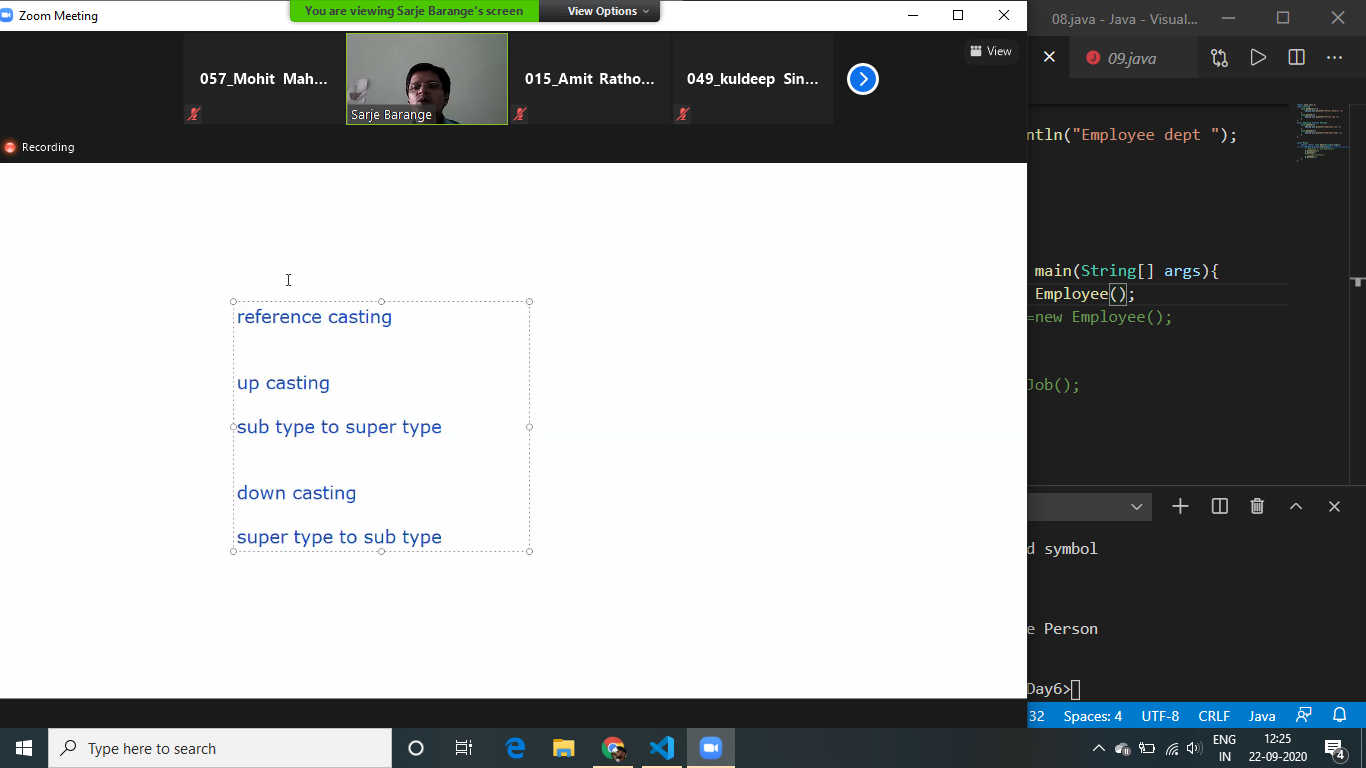 Zoom Meeting
You are viewing Sarje Barange's screen
View Options
08.java - Java - Visual...
057_Mohit Mah...
Sarje Barange
015_Amit Ratho...
049_kuldeep Sin...
View
09.java
Recording
ntln("Employee dept ");
main(String[] args){
Employee();
=new Employee();
Job();
reference casting
up casting
sub type to super type
down casting
super type to sub type
d symbol
e Person
Day6>
32 Spaces: 4 UTF-8 CRLF Java
Type here to search
ENG
IN
12:25
22-09-2020
4